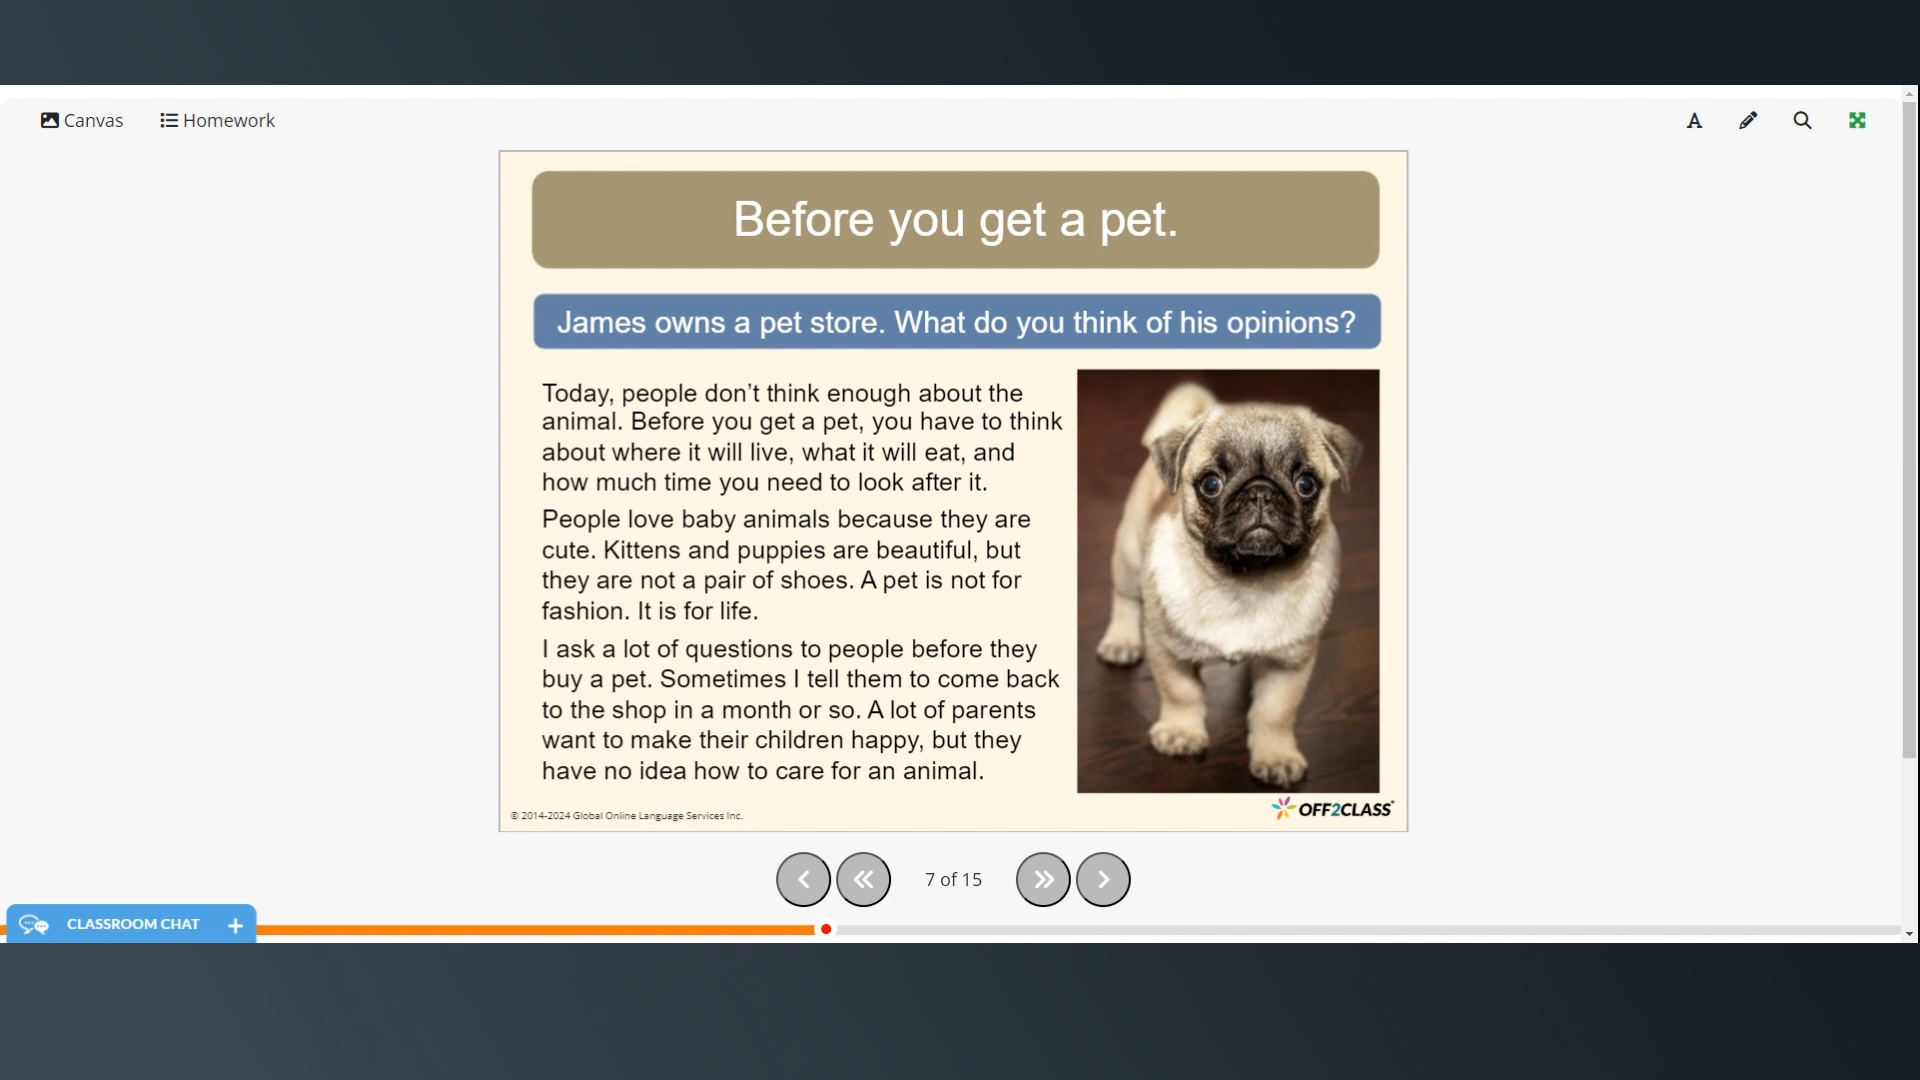 Canvas
Homework
A
Before you get a pet.
James owns a pet store. What do you think of his opinions?
Today, people don’t think enough about the
animal. Before you get a pet, you have to think
about where it will live, what it will eat, and
how much time you need to look after it.
People love baby animals because they are
cute. Kittens and puppies are beautiful, but
they are not a pair of shoes. A pet is not for
fashion. It is for life.
I ask a lot of questions to people before they
buy a pet. Sometimes I tell them to come back
to the shop in a month or so. A lot of parents
want to make their children happy, but they
have no idea how to care for an animal.
© 2014-2024 Global Online Language Services Inc.
OFF2CLASS
7 of 15
CLASSROOM CHAT +